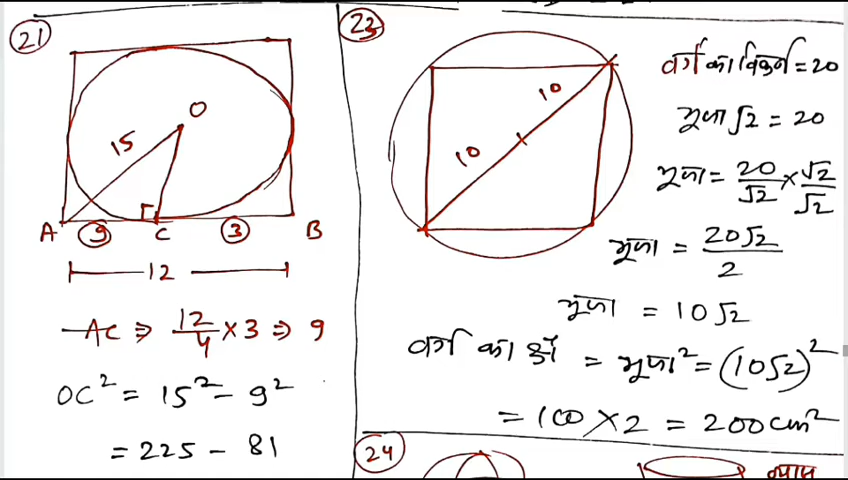 21
O
15
A 9 C 3 B
12
AC ⇒ 12/4 × 3 ⇒ 9
OC² = 15² - 9²
= 225 - 81
23
10
10
वर्ग का विकर्ण = 20
भुजा √2 = 20
भुजा = 20/√2 × √2/√2
भुजा = 20√2/2
भुजा = 10√2
वर्ग का क्षे० = भुजा² = (10√2)²
= 100 × 2 = 200cm²
24
व्यास